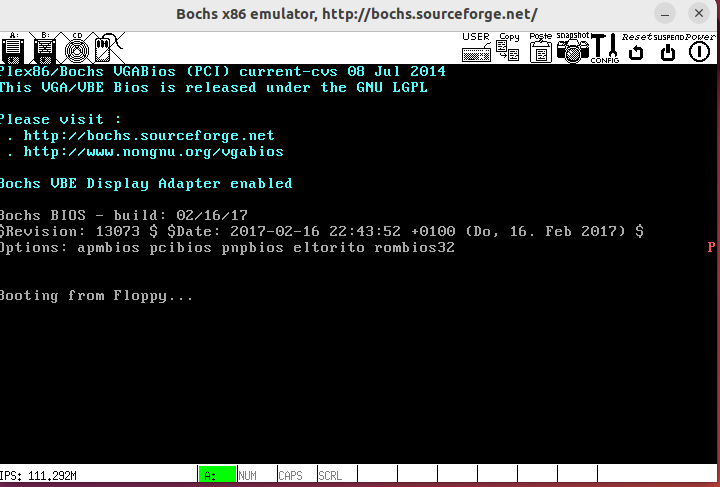 Bochs x86 emulator, http://bochs.sourceforge.net/
A: B: CD USER Copy Paste Snapshot CONFIG Reset SUSPEND Power
Plex86/Bochs VGABios (PCI) current-cvs 08 Jul 2014
This VGA/VBE Bios is released under the GNU LGPL
Please visit :
. http://bochs.sourceforge.net
. http://www.nongnu.org/vgabios
Bochs VBE Display Adapter enabled
Bochs BIOS - build: 02/16/17
$Revision: 13073 $ $Date: 2017-02-16 22:43:52 +0100 (Do, 16. Feb 2017) $
Options: apmbios pcibios pnpbios eltorito rombios32 P
Booting from Floppy...
IPS: 111.292M A: NUM CAPS SCRL